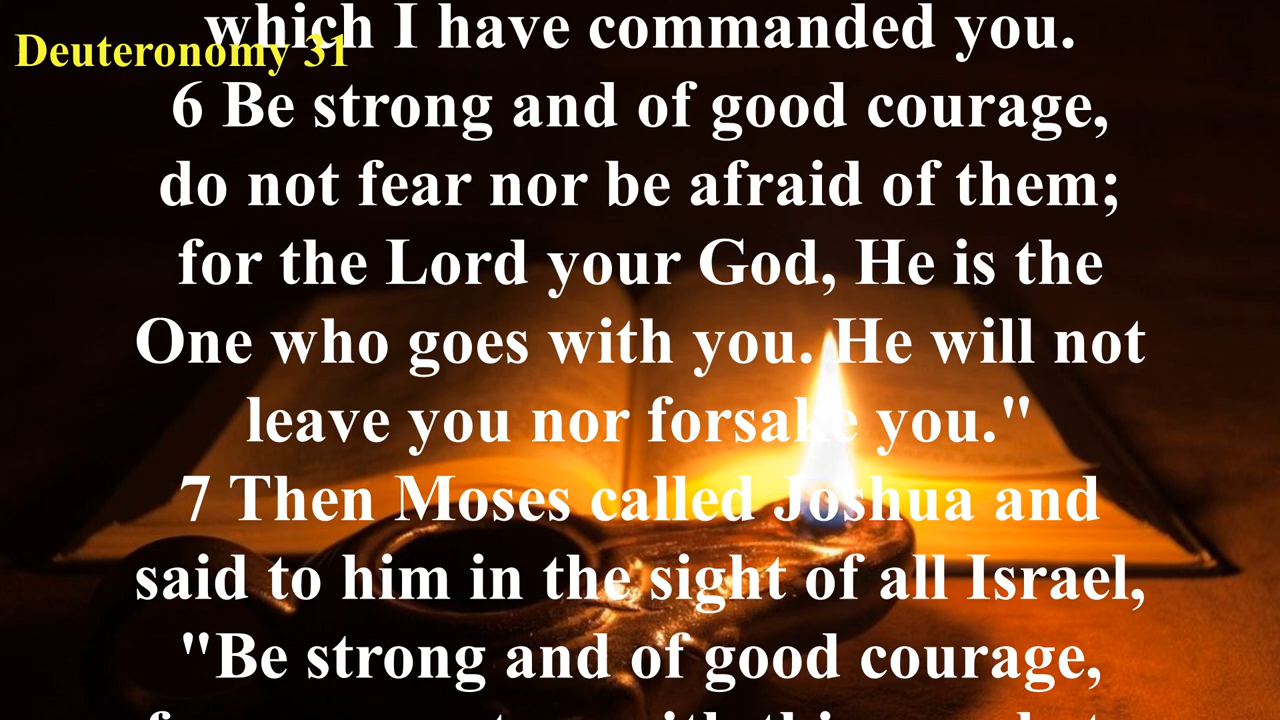 Deuteronomy 31
which I have commanded you.
6 Be strong and of good courage,
do not fear nor be afraid of them;
for the Lord your God, He is the
One who goes with you. He will not
leave you nor forsake you."
7 Then Moses called Joshua and
said to him in the sight of all Israel,
"Be strong and of good courage,